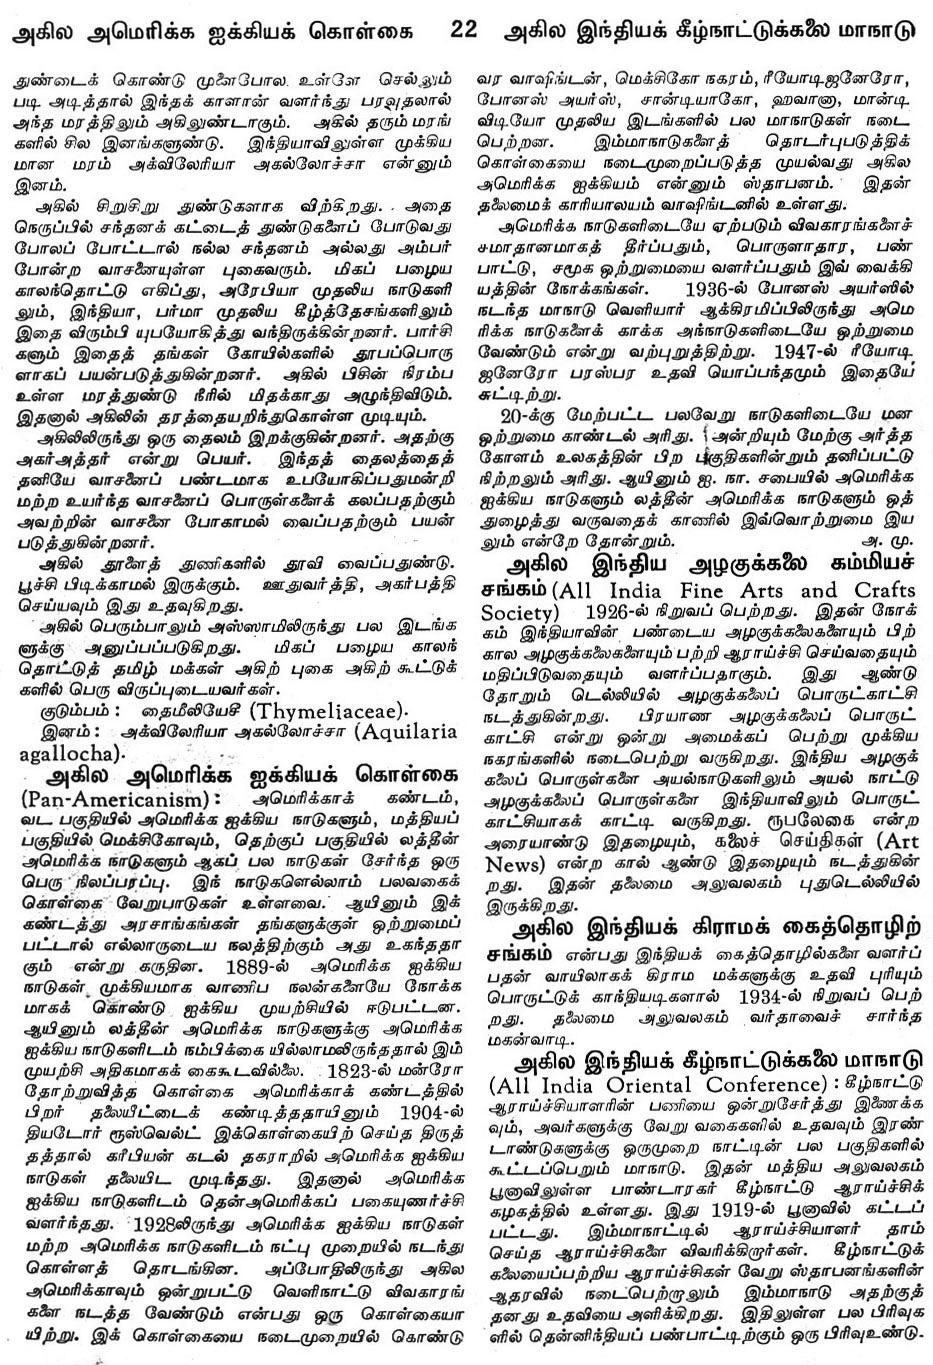 அகில அமெரிக்க ஐக்கியக் கொள்கை 22 அகில இந்தியக் கீழ்நாட்டுக்கலை மாநாடு
துண்டைக் கொண்டு முளைபோல உள்ளே செல்லும்
படி அடித்தால் இந்தக் காளான் வளர்ந்து பரவுதலால்
அந்த மரத்திலும் அகிலுண்டாகும். அகில் தரும் மரங்
களில் சில இனங்களுண்டு. இந்தியாவிலுள்ள முக்கிய
மான மரம் அக்விலேரியா அகல்லோச்சா என்னும்
இனம்.
அகில் சிறுசிறு துண்டுகளாக விற்கிறது. அதை
நெருப்பில் சந்தனக் கட்டைத் துண்டுகளைப் போடுவது
போலப் போட்டால் நல்ல சந்தனம் அல்லது அம்பர்
போன்ற வாசனையுள்ள புகைவரும். மிகப் பழைய
காலந்தொட்டு எகிப்து, அரேபியா முதலிய நாடுகளி
லும், இந்தியா, பர்மா முதலிய கீழ்த்தேசங்களிலும்
இதை விரும்பி யுபயோகித்து வந்திருக்கின்றனர். பார்சி
களும் இதைத் தங்கள் கோயில்களில் தூபப்பொரு
ளாகப் பயன்படுத்துகின்றனர். அகில் பிசின் நிரம்ப
உள்ள மரத்துண்டு நீரில் மிதக்காது அழுந்திவிடும்.
இதனால் அகிலின் தரத்தையறிந்துகொள்ள முடியும்.
அகிலிலிருந்து ஒரு தைலம் இறக்குகின்றனர். அதற்கு
அகர்அத்தர் என்று பெயர். இந்தத் தைலத்தைத்
தனியே வாசனைப் பண்டமாக உபயோகிப்பதுமன்றி
மற்ற உயர்ந்த வாசனைப் பொருள்களைக் கலப்பதற்கும்
அவற்றின் வாசனை போகாமல் வைப்பதற்கும் பயன்
படுத்துகின்றனர்.
அகில் தூளைத் துணிகளில் தூவி வைப்பதுண்டு.
பூச்சி பிடிக்காமல் இருக்கும். ஊதுவர்த்தி, அகர்பத்தி
செய்யவும் இது உதவுகிறது.
அகில் பெரும்பாலும் அஸ்ஸாமிலிருந்து பல இடங்க
ளுக்கு அனுப்பப்படுகிறது. மிகப் பழைய காலந்
தொட்டுத் தமிழ் மக்கள் அகிற் புகை அகிற் கூட்டுக்
களில் பெரு விருப்புடையவர்கள்.
குடும்பம் : தைமீலியேசீ (Thymeliaceae).
இனம் : அக்விலேரியா அகல்லோச்சா (Aquilaria
agallocha).
அகில அமெரிக்க ஐக்கியக் கொள்கை
(Pan-Americanism) : அமெரிக்காக் கண்டம்,
வட பகுதியில் அமெரிக்க ஐக்கிய நாடுகளும், மத்தியப்
பகுதியில் மெக்சிகோவும், தெற்குப் பகுதியில் லத்தீன்
அமெரிக்க நாடுகளும் ஆகப் பல நாடுகள் சேர்ந்த ஒரு
பெரு நிலப்பரப்பு. இந் நாடுகளெல்லாம் பலவகைக்
கொள்கை வேறுபாடுகள் உள்ளவை. ஆயினும் இக்
கண்டத்து அரசாங்கங்கள் தங்களுக்குள் ஒற்றுமைப்
பட்டால் எல்லாருடைய நலத்திற்கும் அது உகந்ததா
கும் என்று கருதின. 1889-ல் அமெரிக்க ஐக்கிய
நாடுகள் முக்கியமாக வாணிப நலன்களையே நோக்க
மாகக் கொண்டு ஐக்கிய முயற்சியில் ஈடுபட்டன.
ஆயினும் லத்தீன் அமெரிக்க நாடுகளுக்கு அமெரிக்க
ஐக்கிய நாடுகளிடம் நம்பிக்கை யில்லாமலிருந்ததால் இம்
முயற்சி அதிகமாகக் கைகூடவில்லை. 1823-ல் மன்ரோ
தோற்றுவித்த கொள்கை அமெரிக்காக் கண்டத்தில்
பிறர் தலையிட்டைக் கண்டித்ததாயினும் 1904-ல்
தியடோர் ரூஸ்வெல்ட் இக்கொள்கையிற் செய்த திருத்
தத்தால் கரிபியன் கடல் தகராறில் அமெரிக்க ஐக்கிய
நாடுகள் தலையிட முடிந்தது. இதனால் அமெரிக்க
ஐக்கிய நாடுகளிடம் தென்அமெரிக்கப் பகையுணர்ச்சி
வளர்ந்தது. 1928லிருந்து அமெரிக்க ஐக்கிய நாடுகள்
மற்ற அமெரிக்க நாடுகளிடம் நட்பு முறையில் நடந்து
கொள்ளத் தொடங்கின. அப்போதிலிருந்து அகில
அமெரிக்காவும் ஒன்றுபட்டு வெளிநாட்டு விவகாரங்
களை நடத்த வேண்டும் என்பது ஒரு கொள்கையா
யிற்று. இக் கொள்கையை நடைமுறையில் கொண்டு
வர வாஷிங்டன், மெக்சிகோ நகரம், ரீயோடிஜனேரோ,
போனஸ் அயர்ஸ், சான்டியாகோ, ஹவானா, மான்டி
விடியோ முதலிய இடங்களில் பல மாநாடுகள் நடை
பெற்றன. இம்மாநாடுகளைத் தொடர்புபடுத்திக்
கொள்கையை நடைமுறைப்படுத்த முயல்வது அகில
அமெரிக்க ஐக்கியம் என்னும் ஸ்தாபனம். இதன்
தலைமைக் காரியாலயம் வாஷிங்டனில் உள்ளது.
அமெரிக்க நாடுகளிடையே ஏற்படும் விவகாரங்களைச்
சமாதானமாகத் தீர்ப்பதும், பொருளாதார, பண்
பாட்டு, சமூக ஒற்றுமையை வளர்ப்பதும் இவ் வைக்கி
யத்தின் நோக்கங்கள். 1936-ல் போனஸ் அயர்ஸில்
நடந்த மாநாடு வெளியார் ஆக்கிரமிப்பிலிருந்து அமெ
ரிக்க நாடுகளைக் காக்க அந்நாடுகளிடையே ஒற்றுமை
வேண்டும் என்று வற்புறுத்திற்று. 1947-ல் ரீயோடி
ஜனேரோ பரஸ்பர உதவி யொப்பந்தமும் இதையே
சுட்டிற்று.
20-க்கு மேற்பட்ட பலவேறு நாடுகளிடையே மன
ஒற்றுமை காண்டல் அரிது. அன்றியும் மேற்கு அர்த்த
கோளம் உலகத்தின் பிற பகுதிகளின்றும் தனிப்பட்டு
நிற்றலும் அரிது. ஆயினும் ஐ. நா. சபையில் அமெரிக்க
ஐக்கிய நாடுகளும் லத்தீன் அமெரிக்க நாடுகளும் ஒத்
துழைத்து வருவதைக் காணில் இவ்வொற்றுமை இய
லும் என்றே தோன்றும். அ. மு.
அகில இந்திய அழகுக்கலை கம்மியச்
சங்கம் (All India Fine Arts and Crafts
Society) 1926-ல் நிறுவப் பெற்றது. இதன் நோக்
கம் இந்தியாவின் பண்டைய அழகுக்கலைகளையும் பிற்
கால அழகுக்கலைகளையும் பற்றி ஆராய்ச்சி செய்வதையும்
மதிப்பிடுவதையும் வளர்ப்பதாகும். இது ஆண்டு
தோறும் டெல்லியில் அழகுக்கலைப் பொருட்காட்சி
நடத்துகின்றது. பிரயாண அழகுக்கலைப் பொருட்
காட்சி என்று ஒன்று அமைக்கப் பெற்று முக்கிய
நகரங்களில் நடைபெற்று வருகிறது. இந்திய அழகுக்
கலைப் பொருள்களை அயல்நாடுகளிலும் அயல் நாட்டு
அழகுக்கலைப் பொருள்களை இந்தியாவிலும் பொருட்
காட்சியாகக் காட்டி வருகிறது. ரூபலேகை என்ற
அரையாண்டு இதழையும், கலைச் செய்திகள் (Art
News) என்ற கால் ஆண்டு இதழையும் நடத்துகின்
றது. இதன் தலைமை அலுவலகம் புதுடெல்லியில்
இருக்கிறது.
அகில இந்தியக் கிராமக் கைத்தொழிற்
சங்கம் என்பது இந்தியக் கைத்தொழில்களை வளர்ப்
பதன் வாயிலாகக் கிராம மக்களுக்கு உதவி புரியும்
பொருட்டுக் காந்தியடிகளால் 1934-ல் நிறுவப் பெற்
றது. தலைமை அலுவலகம் வர்தாவைச் சார்ந்த
மகன்வாடி.
அகில இந்தியக் கீழ்நாட்டுக்கலை மாநாடு
(All India Oriental Conference) : கீழ்நாட்டு
ஆராய்ச்சியாளரின் பணியை ஒன்றுசேர்த்து இணைக்க
வும், அவர்களுக்கு வேறு வகைகளில் உதவவும் இரண்
டாண்டுகளுக்கு ஒருமுறை நாட்டின் பல பகுதிகளில்
கூட்டப்பெறும் மாநாடு. இதன் மத்திய அலுவலகம்
பூனாவிலுள்ள பாண்டாரகர் கீழ்நாட்டு ஆராய்ச்சிக்
கழகத்தில் உள்ளது. இது 1919-ல் பூனாவில் கட்டப்
பட்டது. இம்மாநாட்டில் ஆராய்ச்சியாளர் தாம்
செய்த ஆராய்ச்சிகளை விவரிக்கிறார்கள். கீழ்நாட்டுக்
கலையைப்பற்றிய ஆராய்ச்சிகள் வேறு ஸ்தாபனங்களின்
ஆதரவில் நடைபெற்றாலும் இம்மாநாடு அதற்குத்
தனது உதவியை அளிக்கிறது. இதிலுள்ள பல பிரிவுக
ளில் தென்னிந்தியப் பண்பாட்டிற்கும் ஒரு பிரிவுஉண்டு.